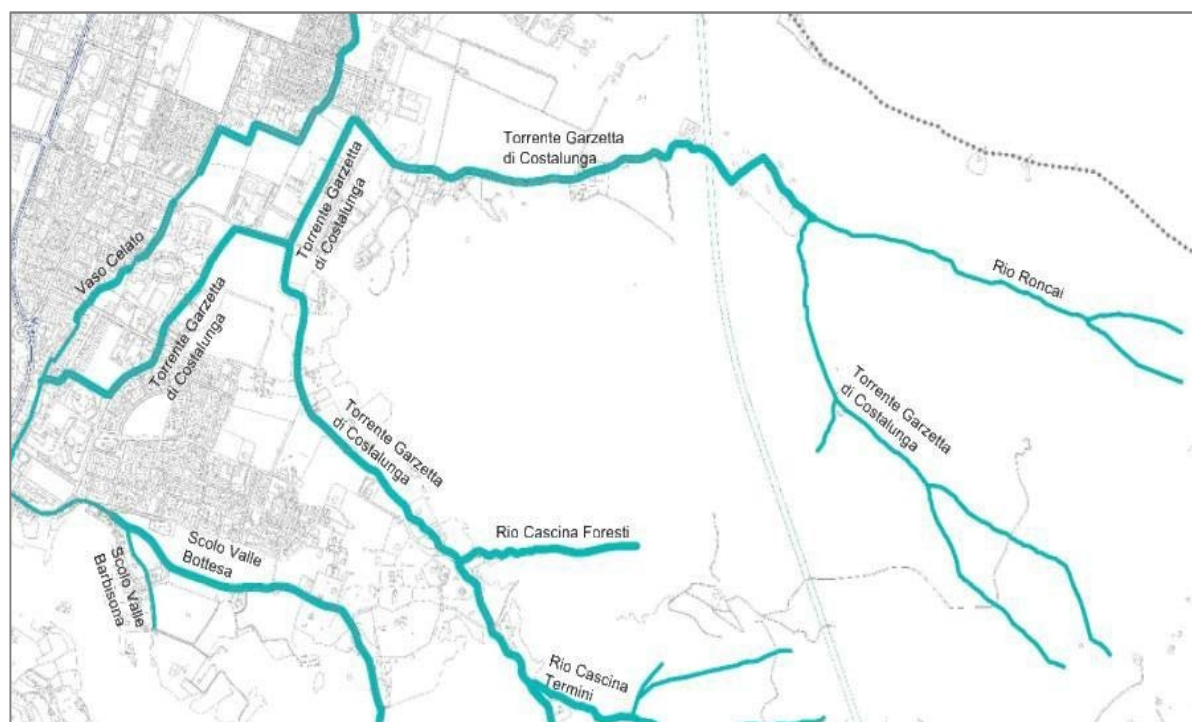 Torrente Garzetta
di Costalunga
Torrente Garzetta
di Costalunga
Vaso Celato
Rio Roncai
Torrente Garzetta
di Costalunga
Torrente Garzetta
di Costalunga
Torrente Garzetta
di Costalunga
Rio Cascina Foresti
Scolo Valle
Bottesa
Scolo Valle
Barbisona
Rio Cascina
Termini